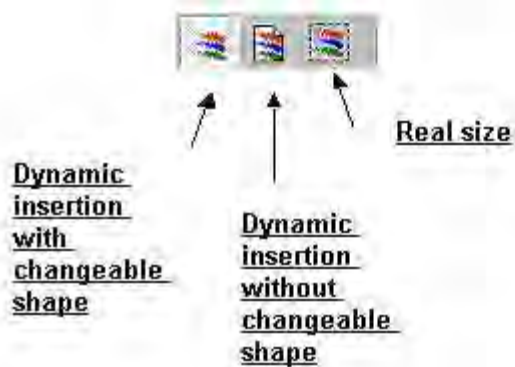 Real size
Dynamic
insertion
with
changeable
shape
Dynamic
insertion
without
changeable
shape